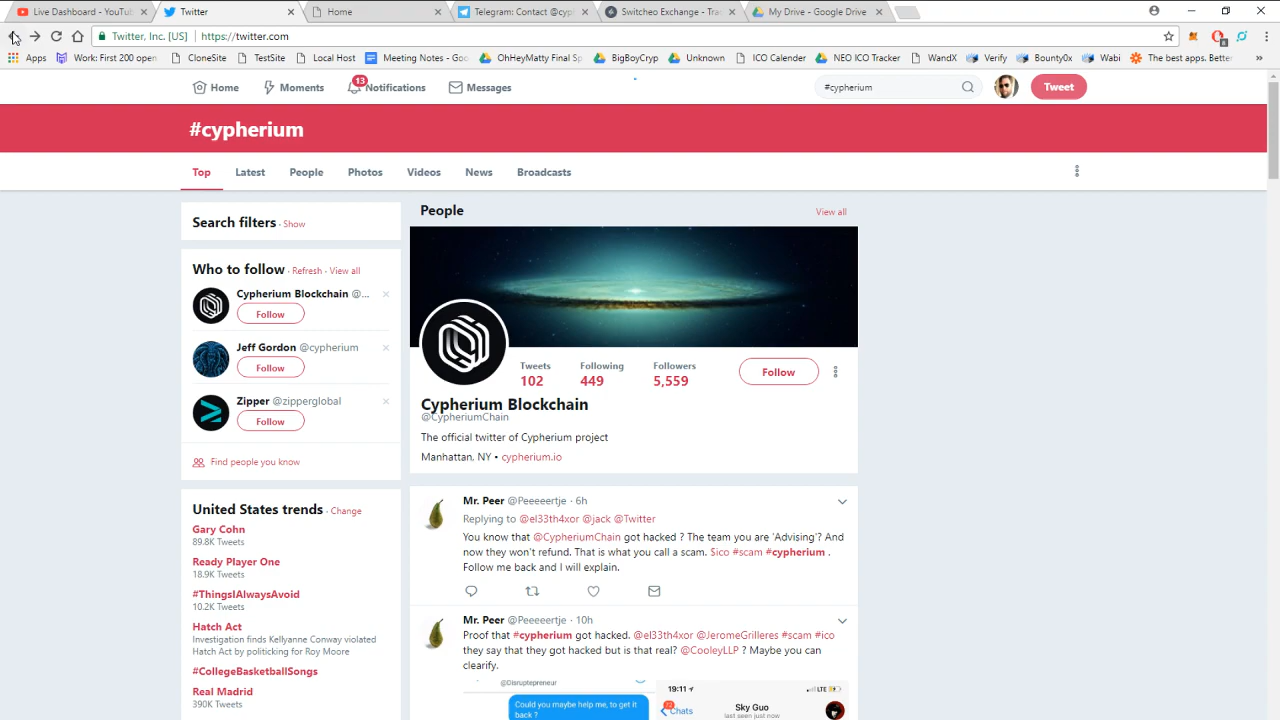 Live Dashboard - YouTu
Twitter
Home
Telegram: Contact @cyp
Switcheo Exchange - Tra
My Drive - Google Drive
Twitter, Inc. [US]
https://twitter.com
Apps
Work: First 200 open
CloneSite
TestSite
Local Host
Meeting Notes - Goo
OhHeyMatty Final Sp
BigBoyCryp
Unknown
ICO Calender
NEO ICO Tracker
WandX
Verify
Bounty0x
Wabi
The best apps. Better
»
Home
Moments
13
Notifications
Messages
#cypherium
Tweet
#cypherium
Top
Latest
People
Photos
Videos
News
Broadcasts
Search filters · Show
Who to follow · Refresh · View all
Cypherium Blockchain @...
Follow
Jeff Gordon @cypherium
Follow
Zipper @zipperglobal
Follow
Find people you know
United States trends · Change
Gary Cohn
89.8K Tweets
Ready Player One
18.9K Tweets
#ThingsIAlwaysAvoid
10.2K Tweets
Hatch Act
Investigation finds Kellyanne Conway violated
Hatch Act by politicking for Roy Moore
#CollegeBasketballSongs
Real Madrid
390K Tweets
People
View all
Tweets
102
Following
449
Followers
5,559
Follow
Cypherium Blockchain
@CypheriumChain
The official twitter of Cypherium project
Manhattan, NY • cypherium.io
Mr. Peer @Peeeeertje · 6h
Replying to @el33th4xor @jack @Twitter
You know that @CypheriumChain got hacked ? The team you are 'Advising'? And
now they won't refund. That is what you call a scam. $ico #scam #cypherium .
Follow me back and I will explain.
Mr. Peer @Peeeeertje · 10h
Proof that #cypherium got hacked. @el33th4xor @JeromeGrilleres #scam #ico
they say that they got hacked but is that real? @CooleyLLP ? Maybe you can
clearify.
@Disruptepreneur
Could you maybe help me, to get it
back ?
19:11
LTE
Chats
Sky Guo
last seen just now